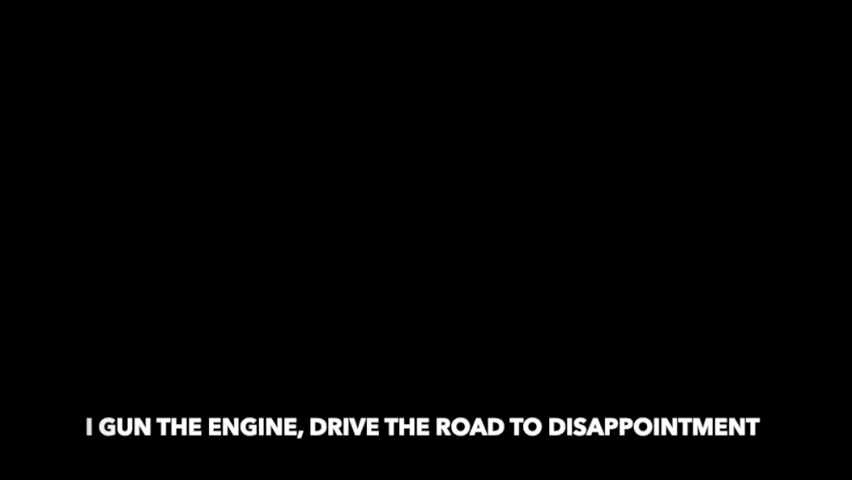 I GUN THE ENGINE, DRIVE THE ROAD TO DISAPPOINTMENT